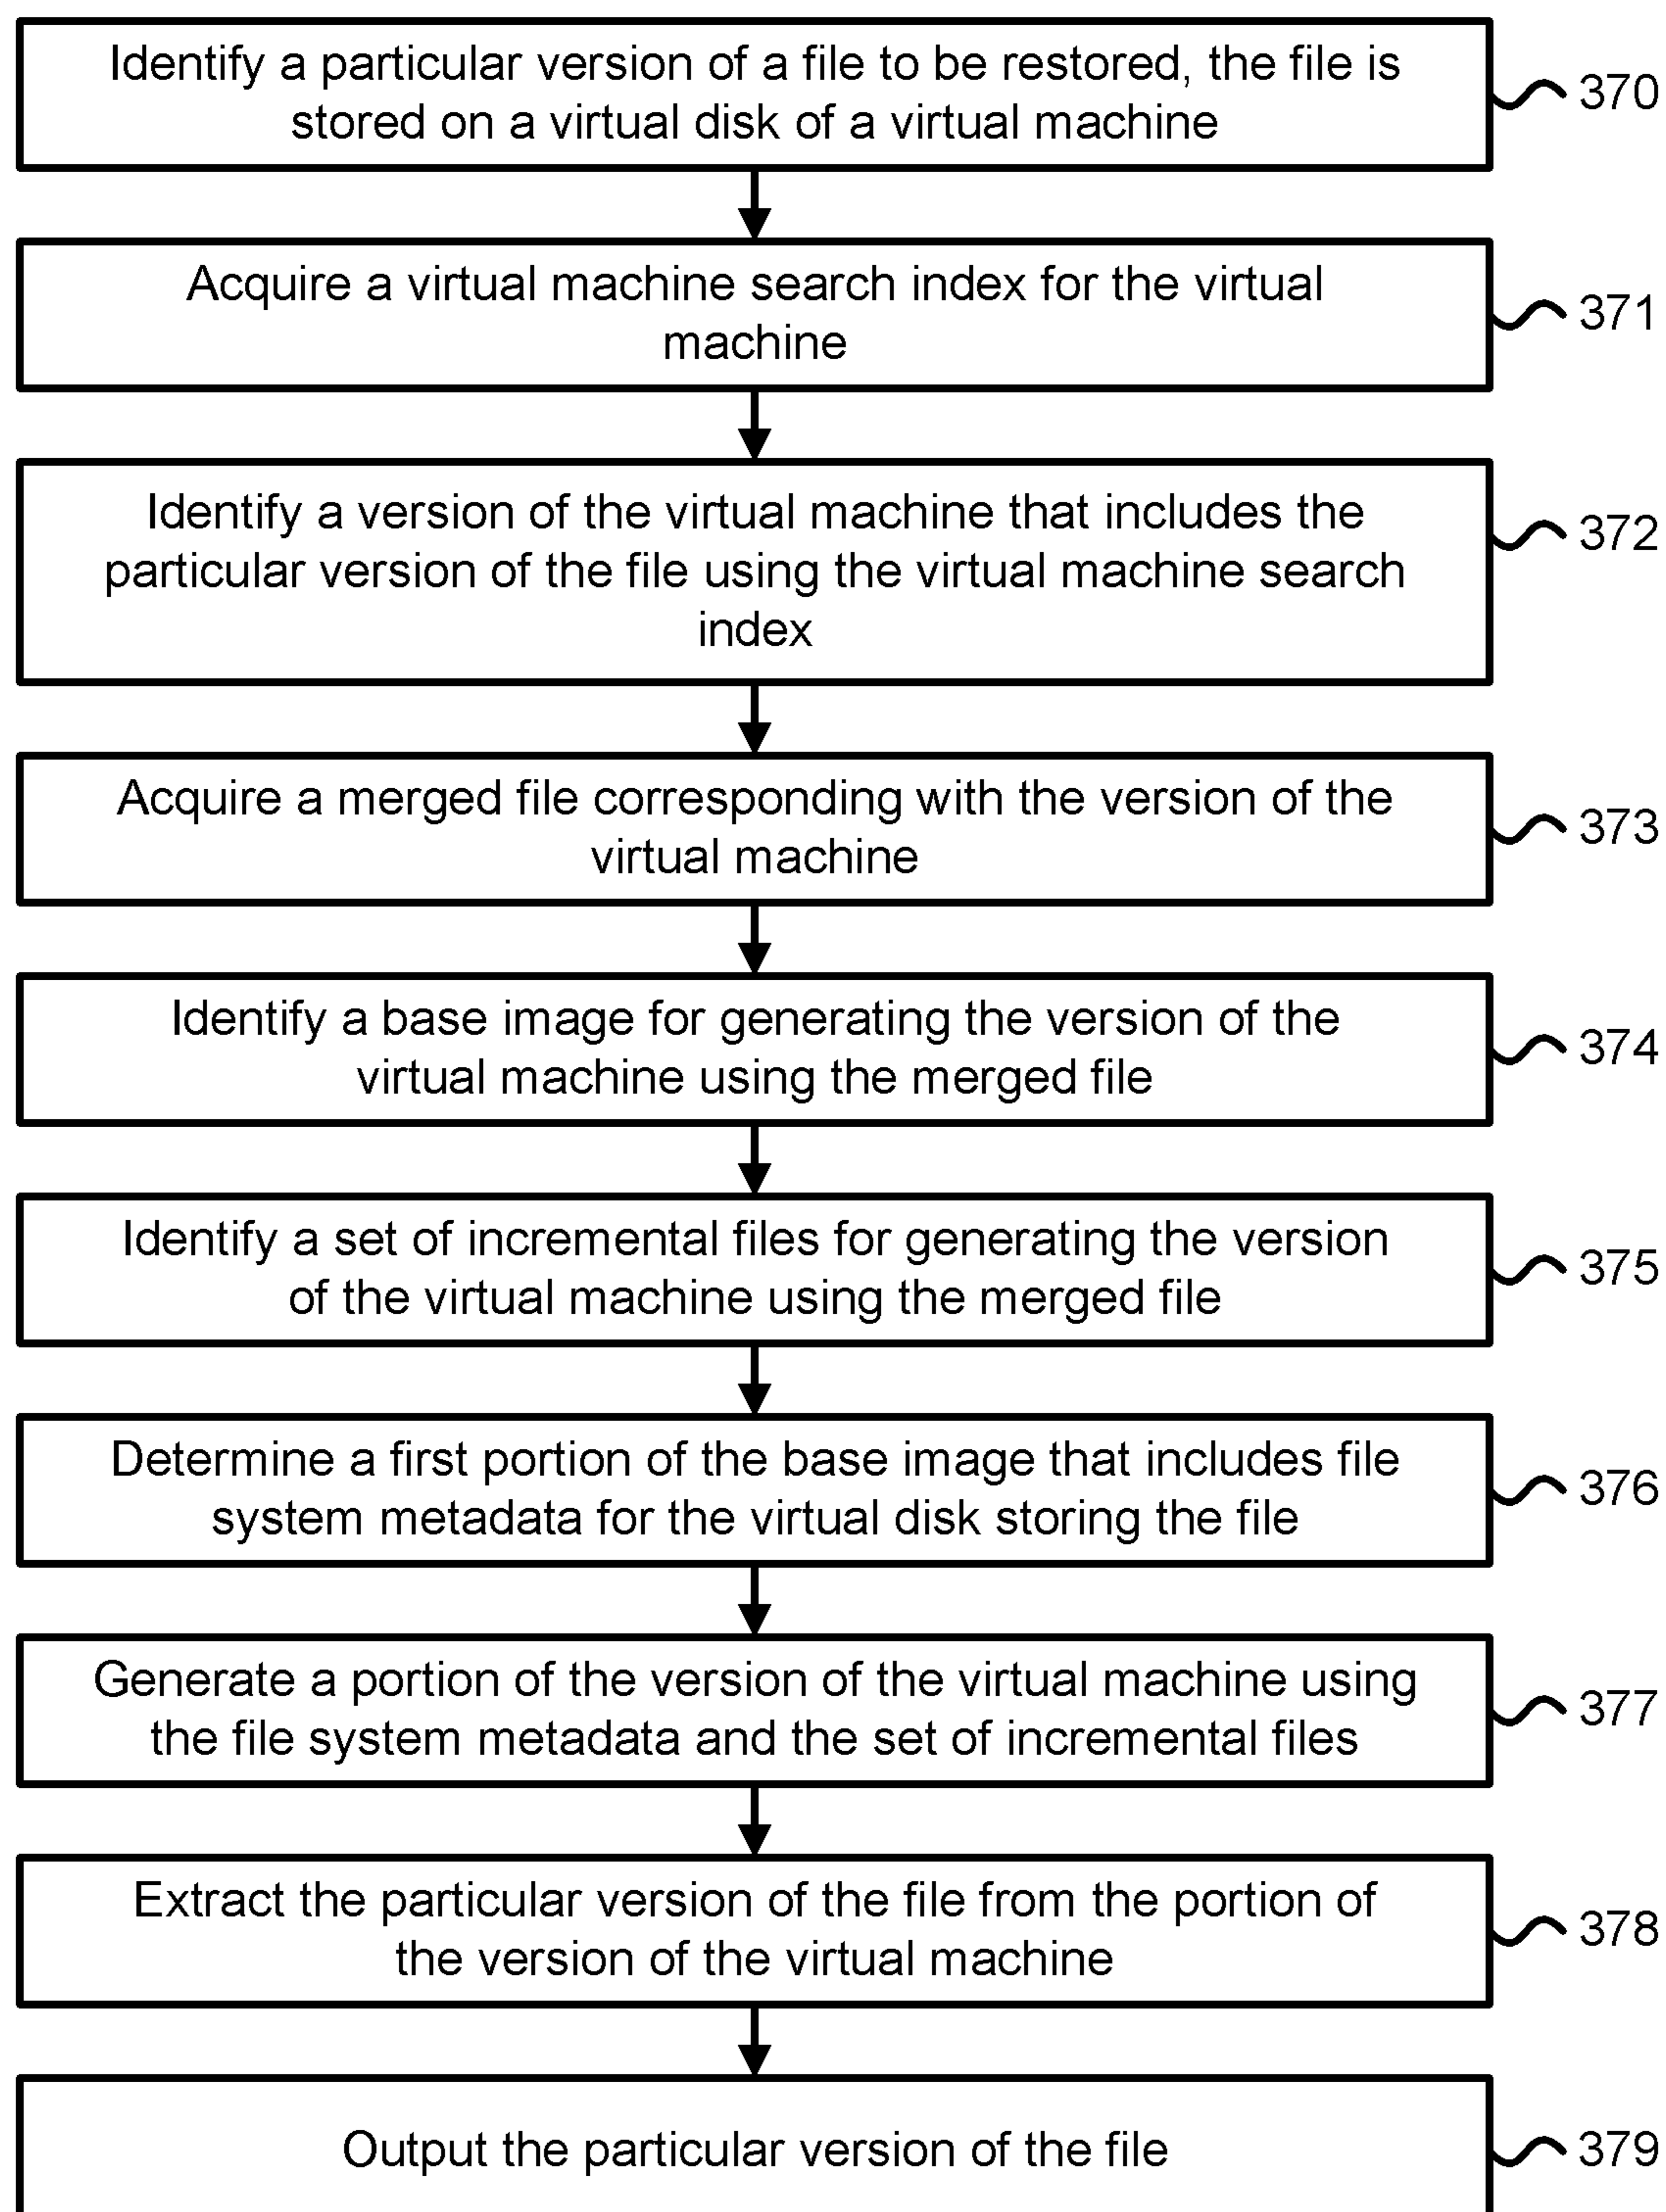 Identify a particular version of a file to be restored, the file is
stored on a virtual disk of a virtual machine
370
Acquire a virtual machine search index for the virtual
machine
371
Identify a version of the virtual machine that includes the
particular version of the file using the virtual machine search
index
372
Acquire a merged file corresponding with the version of the
virtual machine
373
Identify a base image for generating the version of the
virtual machine using the merged file
374
Identify a set of incremental files for generating the version
of the virtual machine using the merged file
375
Determine a first portion of the base image that includes file
system metadata for the virtual disk storing the file
376
Generate a portion of the version of the virtual machine using
the file system metadata and the set of incremental files
377
Extract the particular version of the file from the portion of
the version of the virtual machine
378
Output the particular version of the file
379